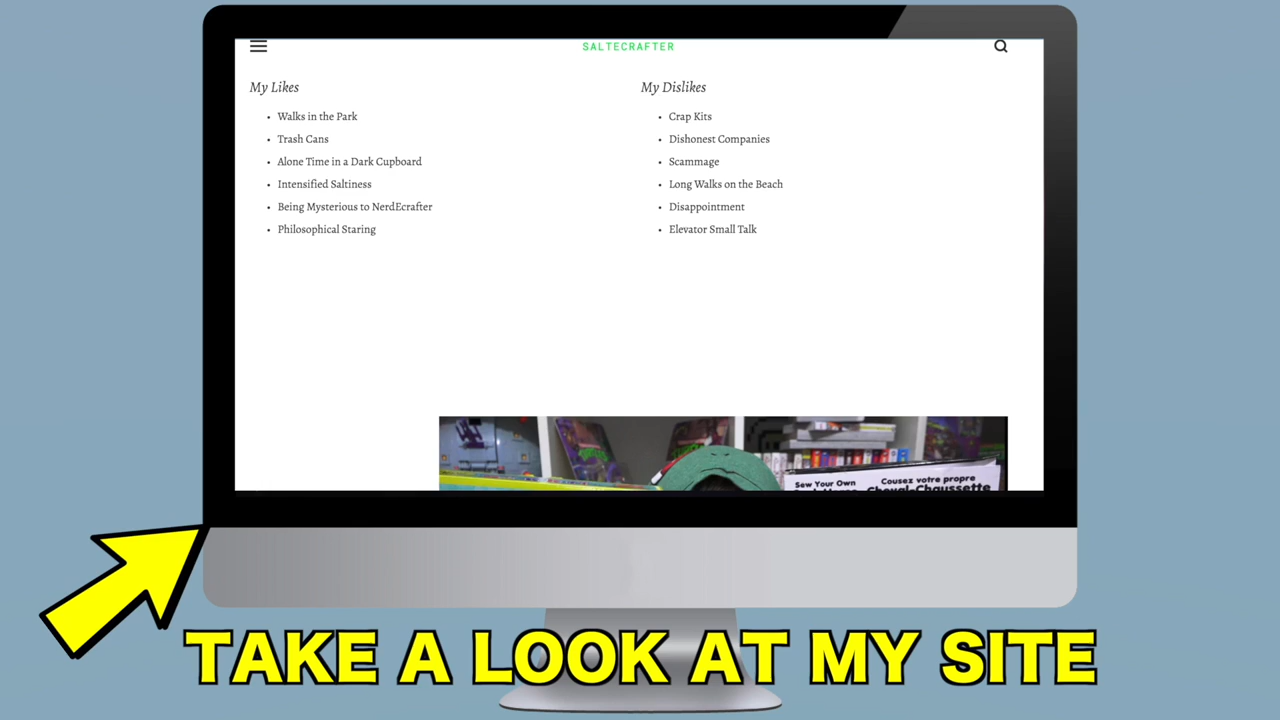 SALTECRAFTER
My Likes
• Walks in the Park
• Trash Cans
• Alone Time in a Dark Cupboard
• Intensified Saltiness
• Being Mysterious to NerdEcrafter
• Philosophical Staring
My Dislikes
• Crap Kits
• Dishonest Companies
• Scammage
• Long Walks on the Beach
• Disappointment
• Elevator Small Talk
Sew Your Own
Cousez votre propre
Cheval-Chaussette
TAKE A LOOK AT MY SITE